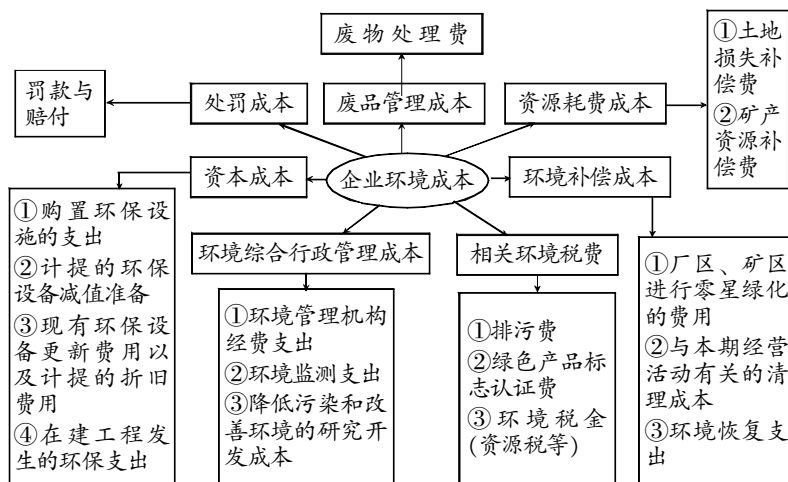 废物处理费
罚款与
赔付
处罚成本
废品管理成本
资源耗费成本
①土地
损失补
偿费
②矿产
资源补
偿费
资本成本
企业环境成本
环境补偿成本
①购置环保设
施的支出
②计提的环保
设备减值准备
③现有环保设
备更新费用以
及计提的折旧
费用
④在建工程发
生的环保支出
环境综合行政管理成本
①环境管理机构
经费支出
②环境监测支出
③降低污染和改
善环境的研究开
发成本
相关环境税费
①排污费
②绿色产品标
志认证费
③环境税金
(资源税等)
①厂区、矿区
进行零星绿化
的费用
②与本期经营
活动有关的清
理成本
③环境恢复支
出